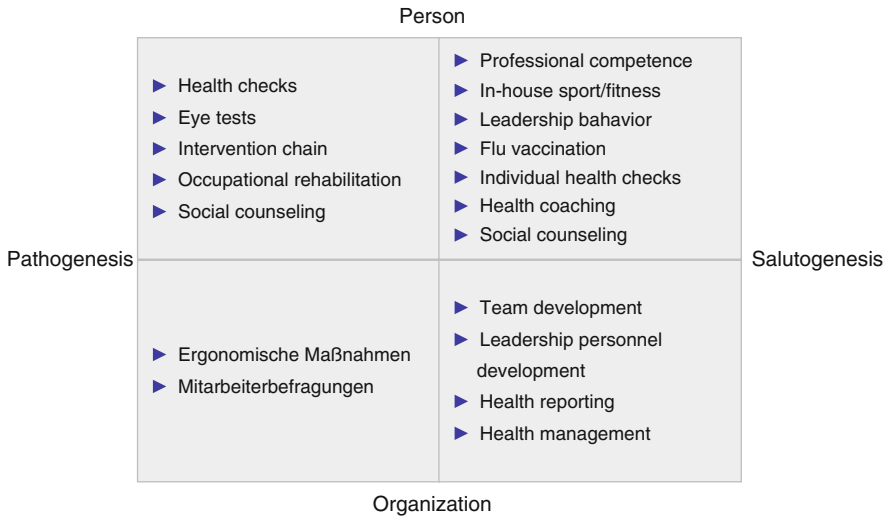 Person
► Health checks
► Eye tests
► Intervention chain
► Occupational rehabilitation
► Social counseling
► Professional competence
► In-house sport/fitness
► Leadership bahavior
► Flu vaccination
► Individual health checks
► Health coaching
► Social counseling
Pathogenesis
Salutogenesis
► Ergonomische Maßnahmen
► Mitarbeiterbefragungen
► Team development
► Leadership personnel
development
► Health reporting
► Health management
Organization